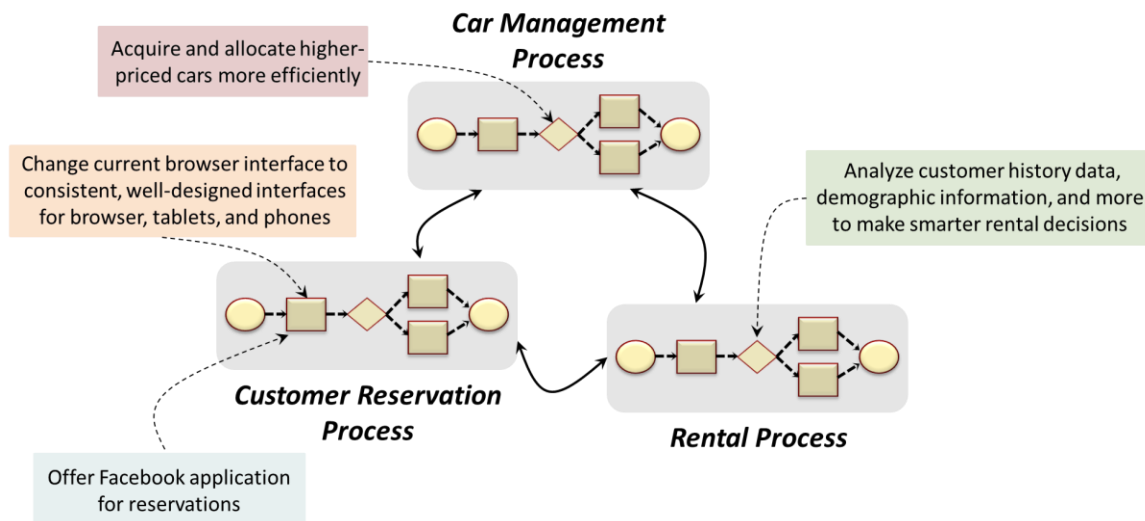 Car Management
Process
Acquire and allocate higher-
priced cars more efficiently
Change current browser interface to
consistent, well-designed interfaces
for browser, tablets, and phones
Analyze customer history data,
demographic information, and more
to make smarter rental decisions
Customer Reservation
Process
Rental Process
Offer Facebook application
for reservations